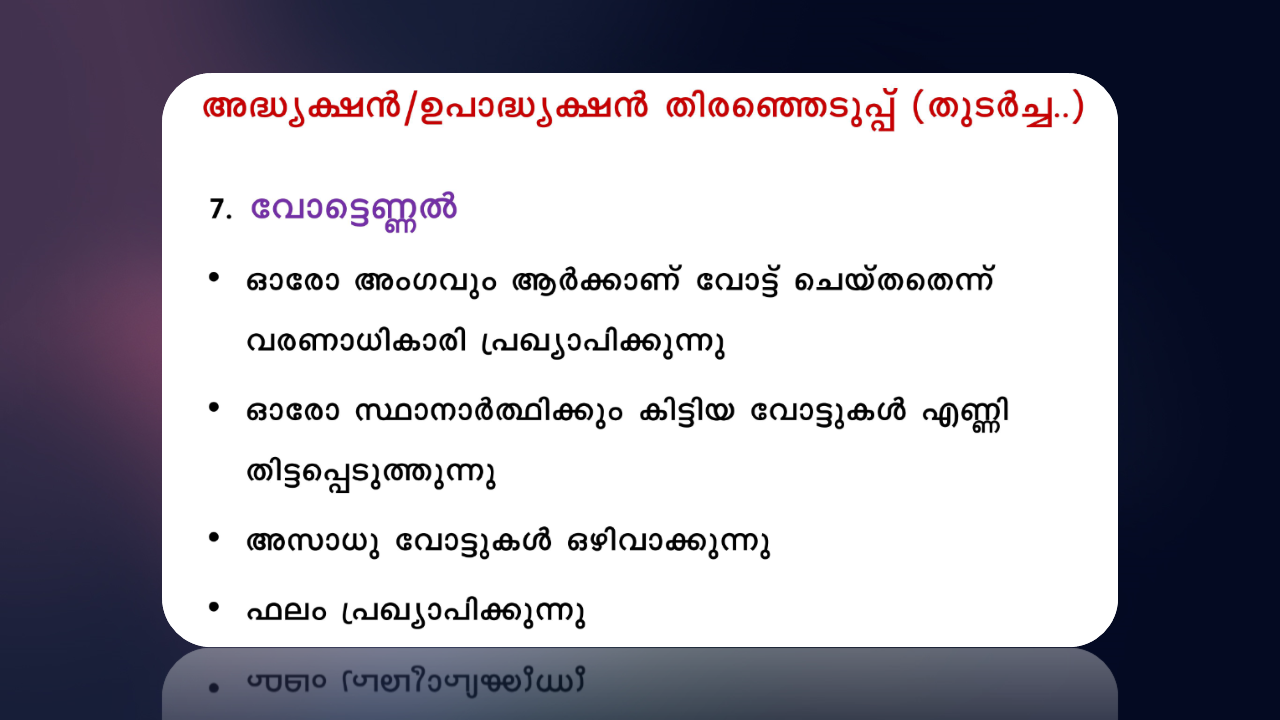 അദ്ധ്യക്ഷൻ/ഉപാദ്ധ്യക്ഷൻ തിരഞ്ഞെടുപ്പ് (തുടർച്ച..)
7. വോട്ടെണ്ണൽ
• ഓരോ അംഗവും ആർക്കാണ് വോട്ട് ചെയ്തതെന്ന്
വരണാധികാരി പ്രഖ്യാപിക്കുന്നു
• ഓരോ സ്ഥാനാർത്ഥിക്കും കിട്ടിയ വോട്ടുകൾ എണ്ണി
തിട്ടപ്പെടുത്തുന്നു
• അസാധു വോട്ടുകൾ ഒഴിവാക്കുന്നു
• ഫലം പ്രഖ്യാപിക്കുന്നു